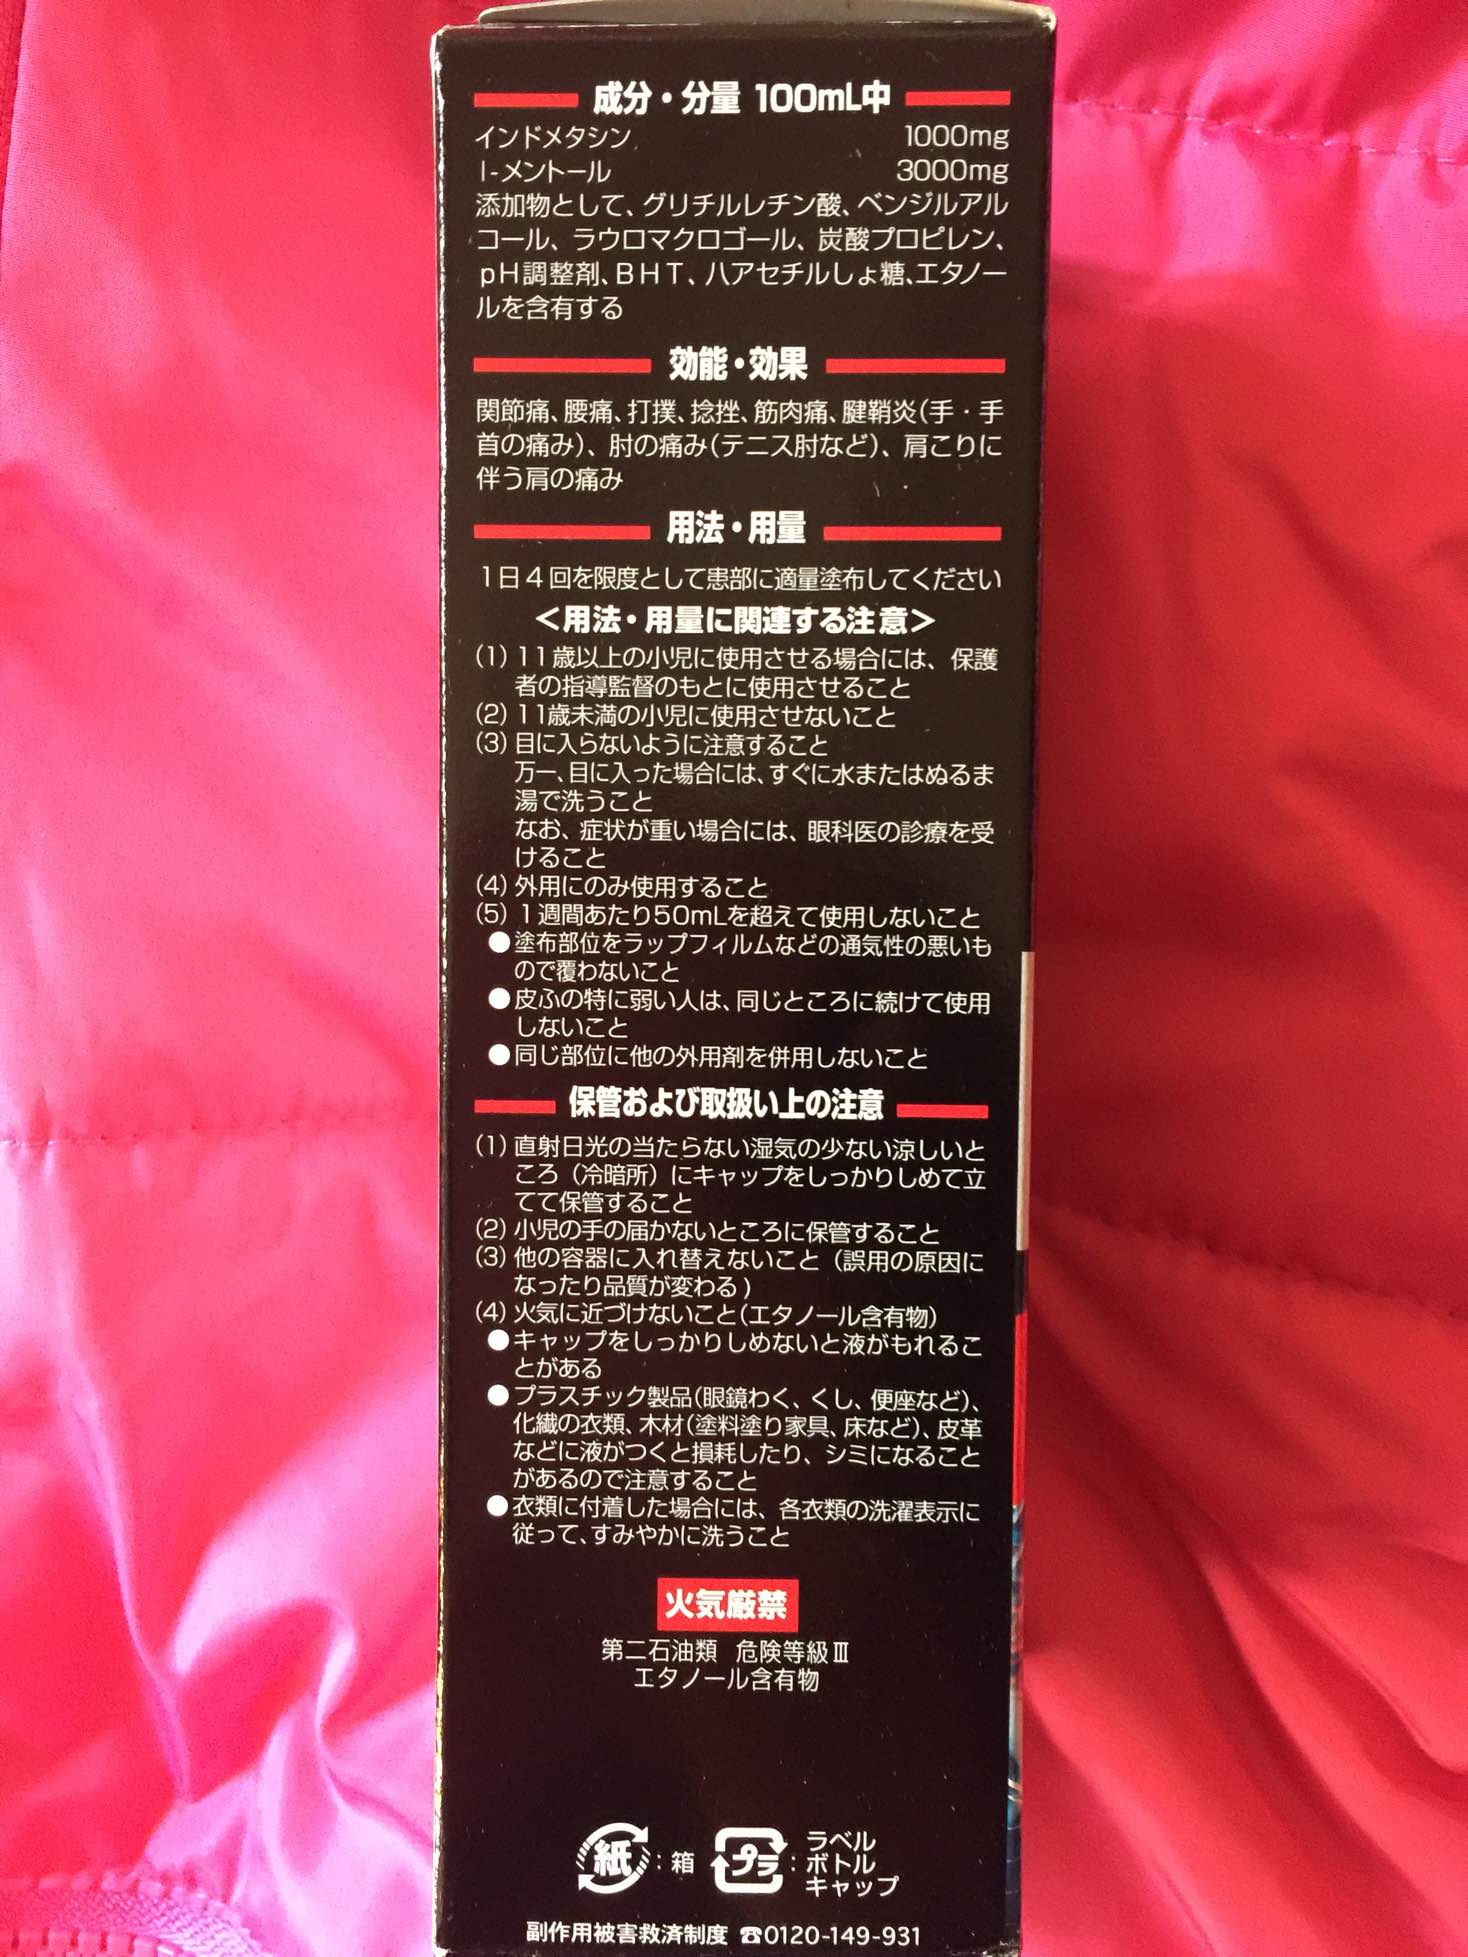 成分・分量 100mL中
インドメタシン 1000mg
l-メントール 3000mg
添加物として、グリチルレチン酸、ベンジルアル
コール、ラウロマクロゴール、炭酸プロピレン、
pH調整剤、BHT、ハアセチルしょ糖、エタノー
ルを含有する
効能・効果
関節痛、腰痛、打撲、捻挫、筋肉痛、腱鞘炎(手・手
首の痛み)、肘の痛み(テニス肘など)、肩こりに
伴う肩の痛み
用法・用量
1日4回を限度として患部に適量塗布してください
<用法・用量に関連する注意>
(1) 11歳以上の小児に使用させる場合には、保護
者の指導監督のもとに使用させること
(2) 11歳未満の小児に使用させないこと
(3) 目に入らないように注意すること
万一、目に入った場合には、すぐに水またはぬるま
湯で洗うこと
なお、症状が重い場合には、眼科医の診療を受
けること
(4) 外用にのみ使用すること
(5) 1週間あたり50mLを超えて使用しないこと
●塗布部位をラップフィルムなどの通気性の悪いも
ので覆わないこと
●皮ふの特に弱い人は、同じところに続けて使用
しないこと
●同じ部位に他の外用剤を併用しないこと
保管および取扱い上の注意
(1) 直射日光の当たらない湿気の少ない涼しいと
ころ(冷暗所)にキャップをしっかりしめて立
てて保管すること
(2) 小児の手の届かないところに保管すること
(3) 他の容器に入れ替えないこと(誤用の原因に
なったり品質が変わる)
(4) 火気に近づけないこと(エタノール含有物)
●キャップをしっかりしめないと液がもれるこ
とがある
●プラスチック製品(眼鏡わく、くし、便座など)、
化繊の衣類、木材(塗料塗り家具、床など)、皮革
などに液がつくと損耗したり、シミになること
があるので注意すること
●衣類に付着した場合には、各衣類の洗濯表示に
従って、すみやかに洗うこと
火気厳禁
第二石油類 危険等級Ⅲ
エタノール含有物
紙:箱 プラ:ラベル
ボトル
キャップ
副作用被害救済制度 ☎0120-149-931